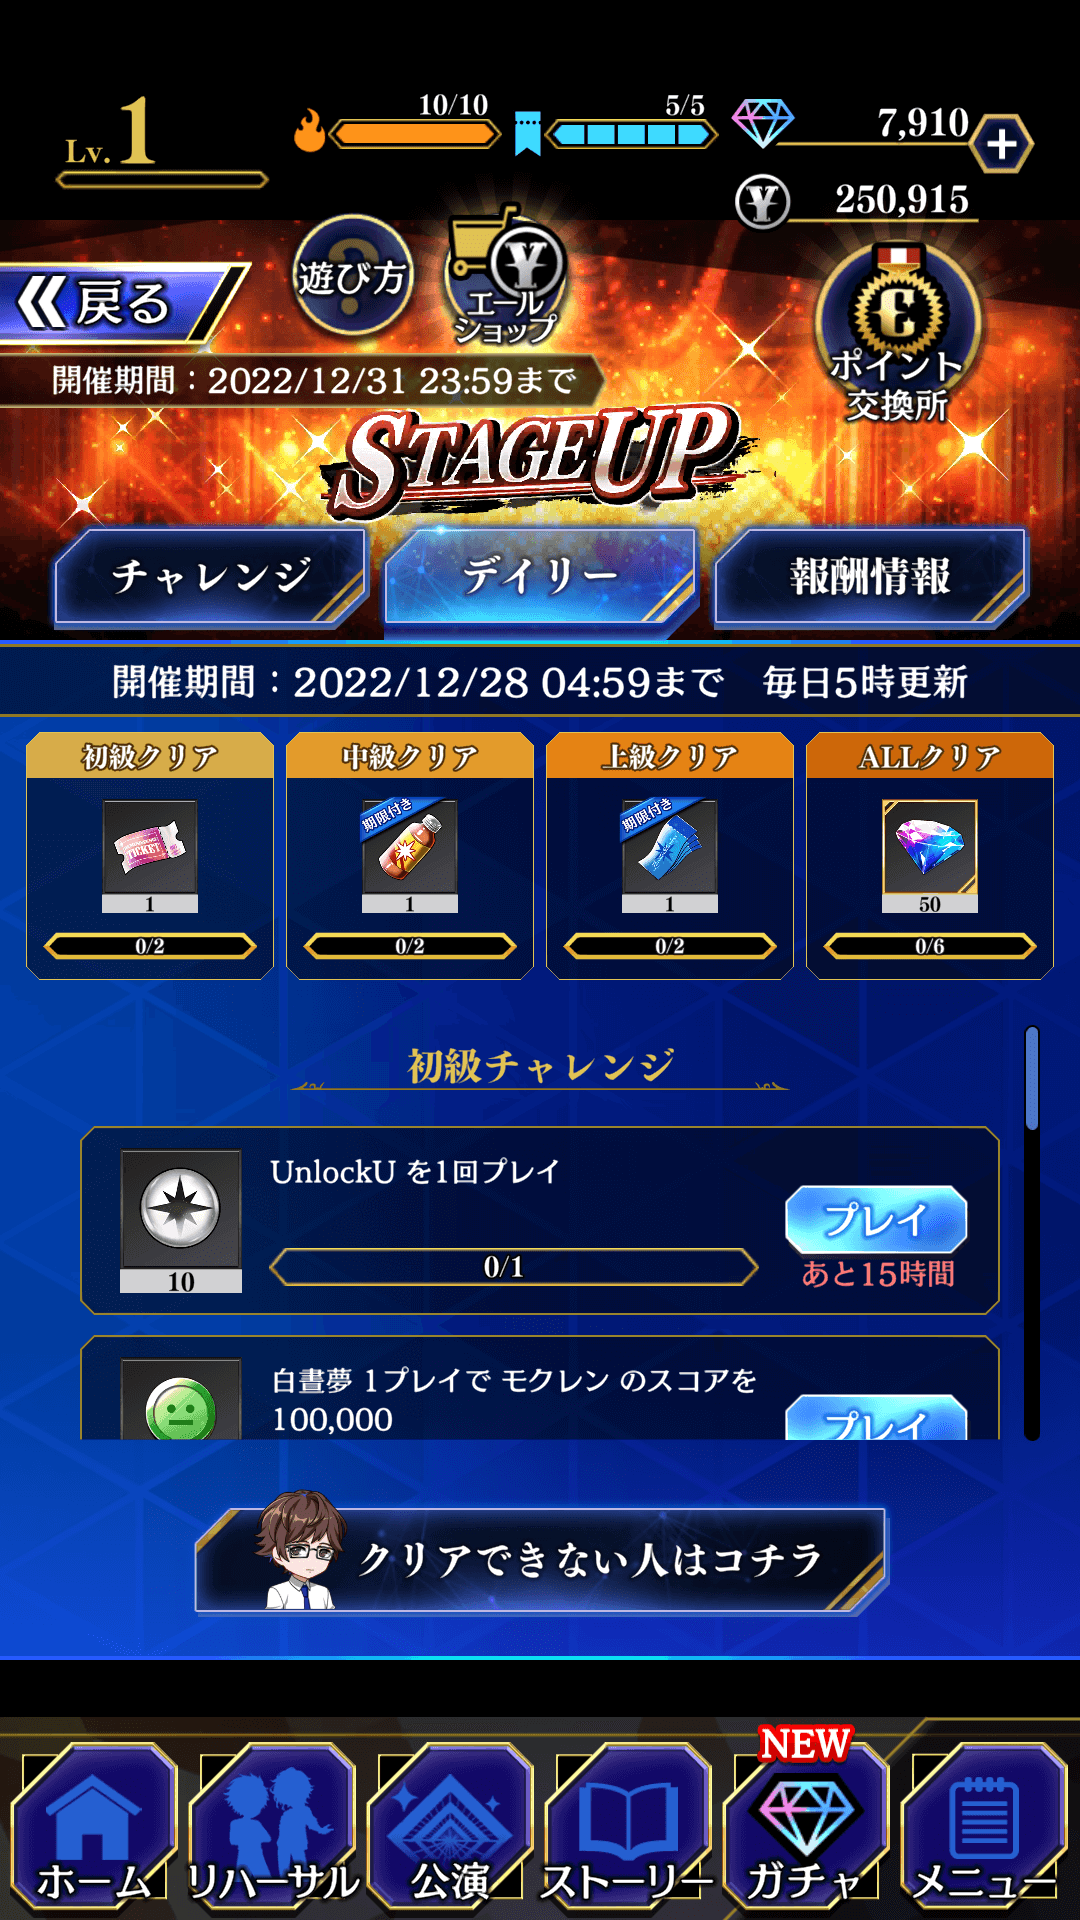 Lv. 1
10/10
5/5
7,910
250,915
戻る
遊び方
エール
ショップ
ポイント
交換所
開催期間：2022/12/31 23:59まで
STAGEUP
チャレンジ
デイリー
報酬情報
開催期間：2022/12/28 04:59まで　毎日5時更新
初級クリア
中級クリア
上級クリア
ALLクリア
TICKET
期限付き
期限付き
1
1
1
50
0/2
0/2
0/2
0/6
初級チャレンジ
UnlockU を1回プレイ
プレイ
10
0/1
あと15時間
白昼夢 1プレイで モクレン のスコアを
100,000
プレイ
クリアできない人はコチラ
NEW
ホーム
リハーサル
公演
ストーリー
ガチャ
メニュー